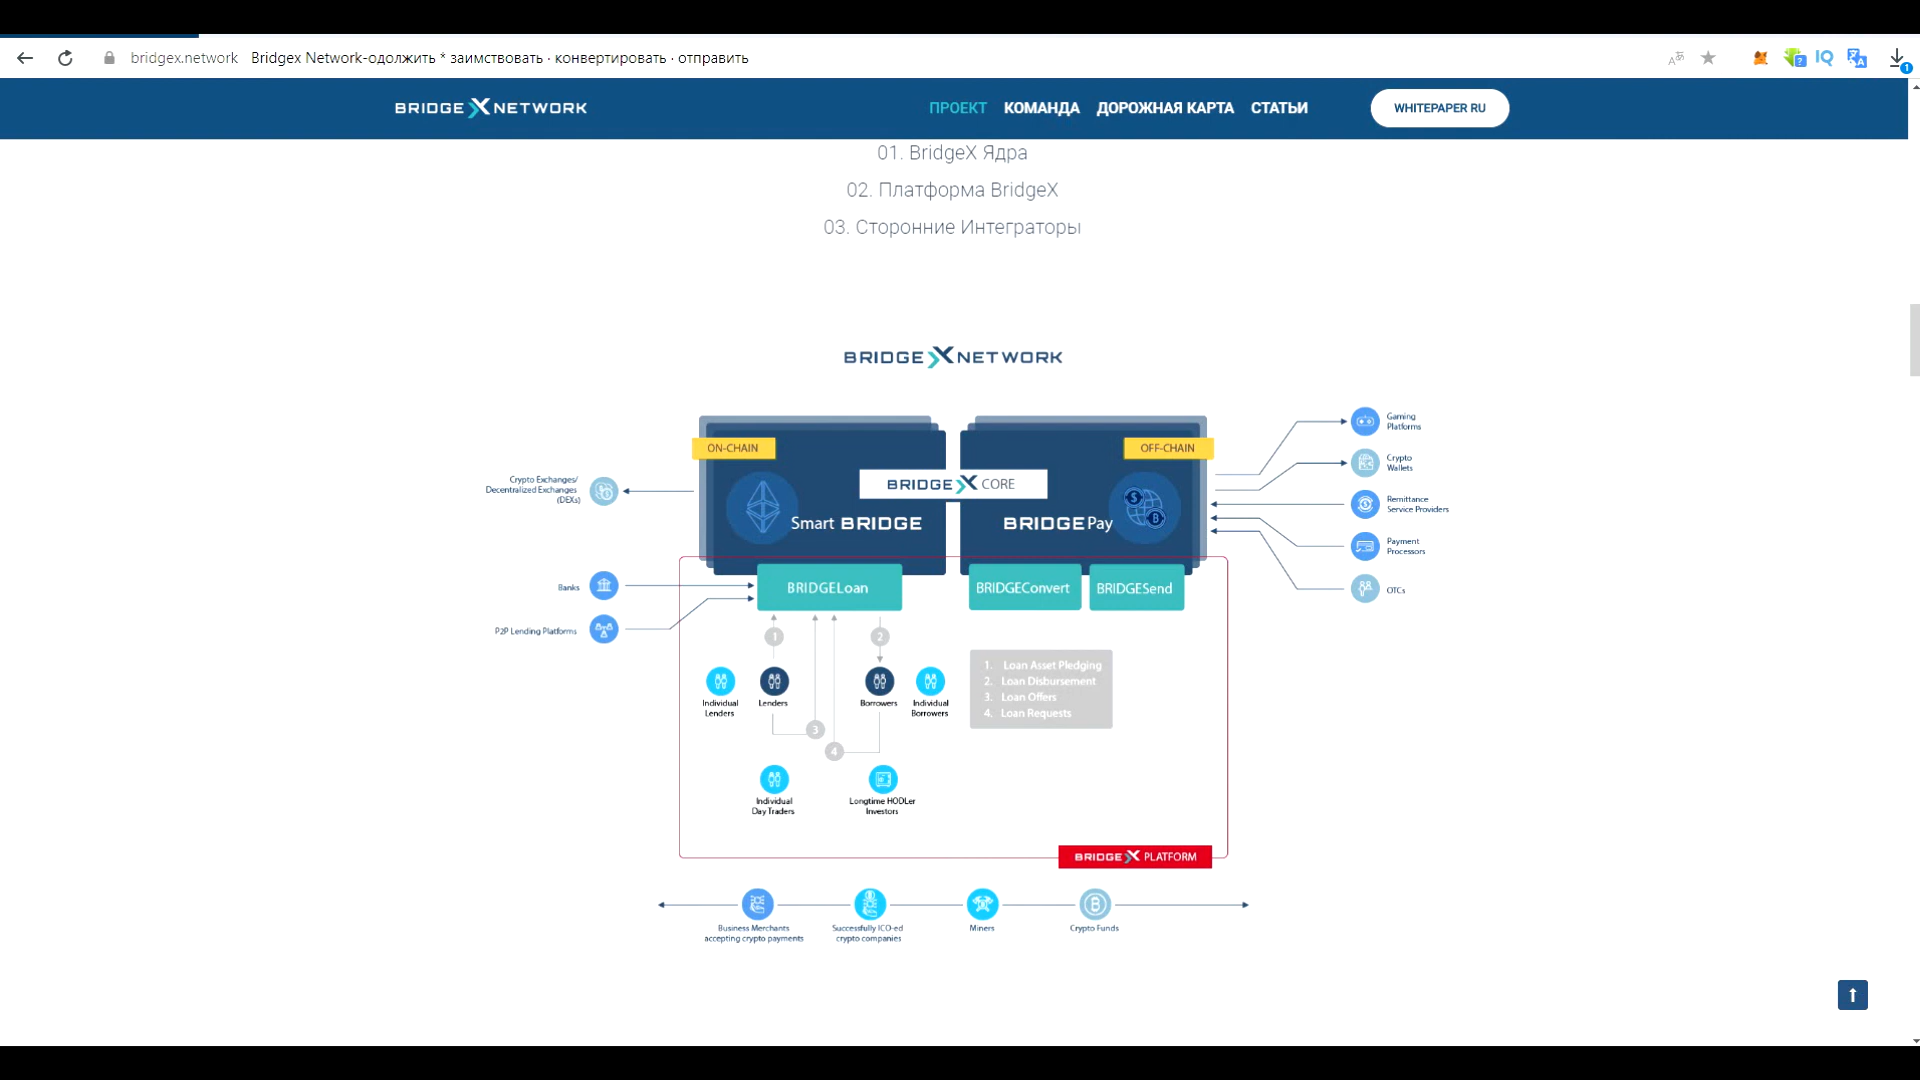 bridgex.network Bridgex Network-одолжить * заимствовать · конвертировать · отправить
BRIDGE X NETWORK
ПРОЕКТ КОМАНДА ДОРОЖНАЯ КАРТА СТАТЬИ
WHITEPAPER RU
01. BridgeX Ядра
02. Платформа BridgeX
03. Сторонние Интеграторы
BRIDGE X NETWORK
ON-CHAIN
OFF-CHAIN
BRIDGE X CORE
Smart BRIDGE
BRIDGE Pay
Crypto Exchanges/
Decentralized Exchanges
(DEXs)
Gaming
Platforms
Crypto
Wallets
Remittance
Service Providers
Payment
Processors
OTCs
Banks
P2P Lending Platforms
BRIDGELoan
BRIDGEConvert
BRIDGESend
1
2
Individual
Lenders
Lenders
Borrowers
Individual
Borrowers
3
4
1. Loan Asset Pledging
2. Loan Disbursement
3. Loan Offers
4. Loan Requests
Individual
Day Traders
Longtime HODLer
Investors
BRIDGE X PLATFORM
Business Merchants
accepting crypto payments
Successfully ICO-ed
crypto companies
Miners
Crypto Funds